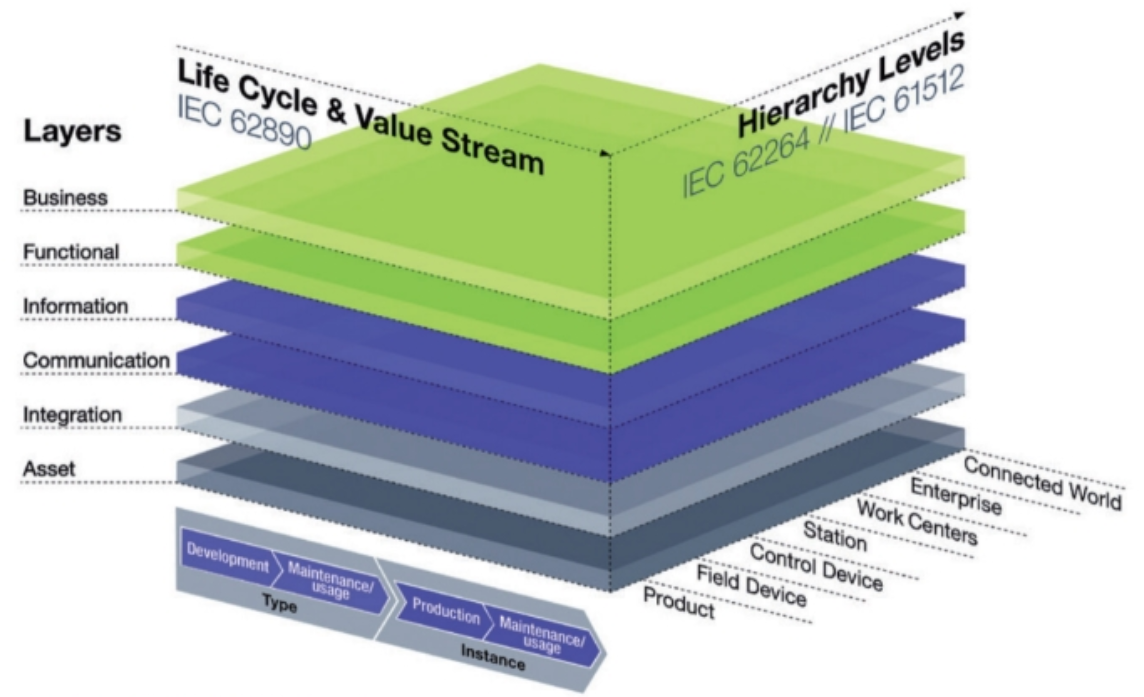 Life Cycle & Value Stream
IEC 62890
Hierarchy Levels
IEC 62264 // IEC 61512
Layers
Business
Functional
Information
Communication
Integration
Asset
Connected World
Enterprise
Work Centers
Station
Control Device
Field Device
Product
Development
Maintenance/
usage
Type
Production
Maintenance/
usage
Instance